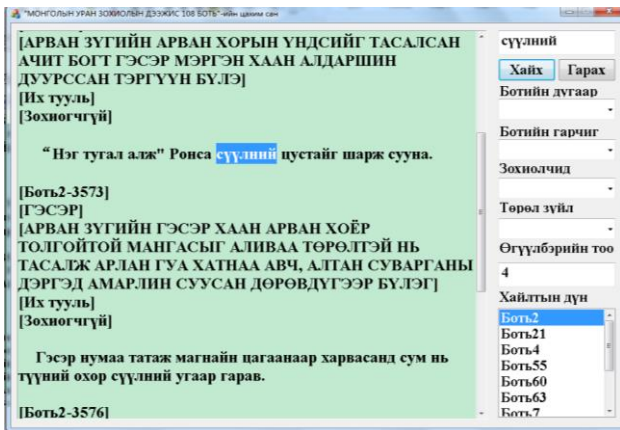 "МОНГОЛЫН УРАН ЗОХИОЛЫН ДЭЭЖИС 108 БОТЬ"-ийн цахим сан
[АРВАН ЗҮГИЙН АРВАН ХОРЫН ҮНДСИЙГ ТАСАЛСАН
АЧИТ БОГТ ГЭСЭР МЭРГЭН ХААН АЛДАРШИН
ДУУРССАН ТЭРГҮҮН БҮЛЭ]
[Их тууль]
[Зохиогчгүй]
“Нэг тугал алж" Ронса сүүлний цустайг шарж сууна.
[Боть2-3573]
[ГЭСЭР]
[АРВАН ЗҮГИЙН ГЭСЭР ХААН АРВАН ХОЁР
ТОЛГОЙТОЙ МАНГАСЫГ АЛИВАА ТӨРӨЛТЭЙ НЬ
ТАСАЛЖ АРЛАН ГУА ХАТНАА АВЧ, АЛТАН СУВАРГАНЫ
ДЭРГЭД АМАРЛИН СУУСАН ДӨРӨВДҮГЭЭР БҮЛЭГ]
[Их тууль]
[Зохиогчгүй]
Гэсэр нумаа татаж магнайн цагаанаар харвасанд сум нь
түүний охор сүүлний угаар гарав.
[Боть2-3576]
сүүлний
Хайх Гарах
Ботийн дугаар
Ботийн гарчиг
Зохиолчид
Төрөл зүйл
Өгүүлбэрийн тоо
4
Хайлтын дүн
Боть2
Боть21
Боть4
Боть55
Боть60
Боть63
Боть7